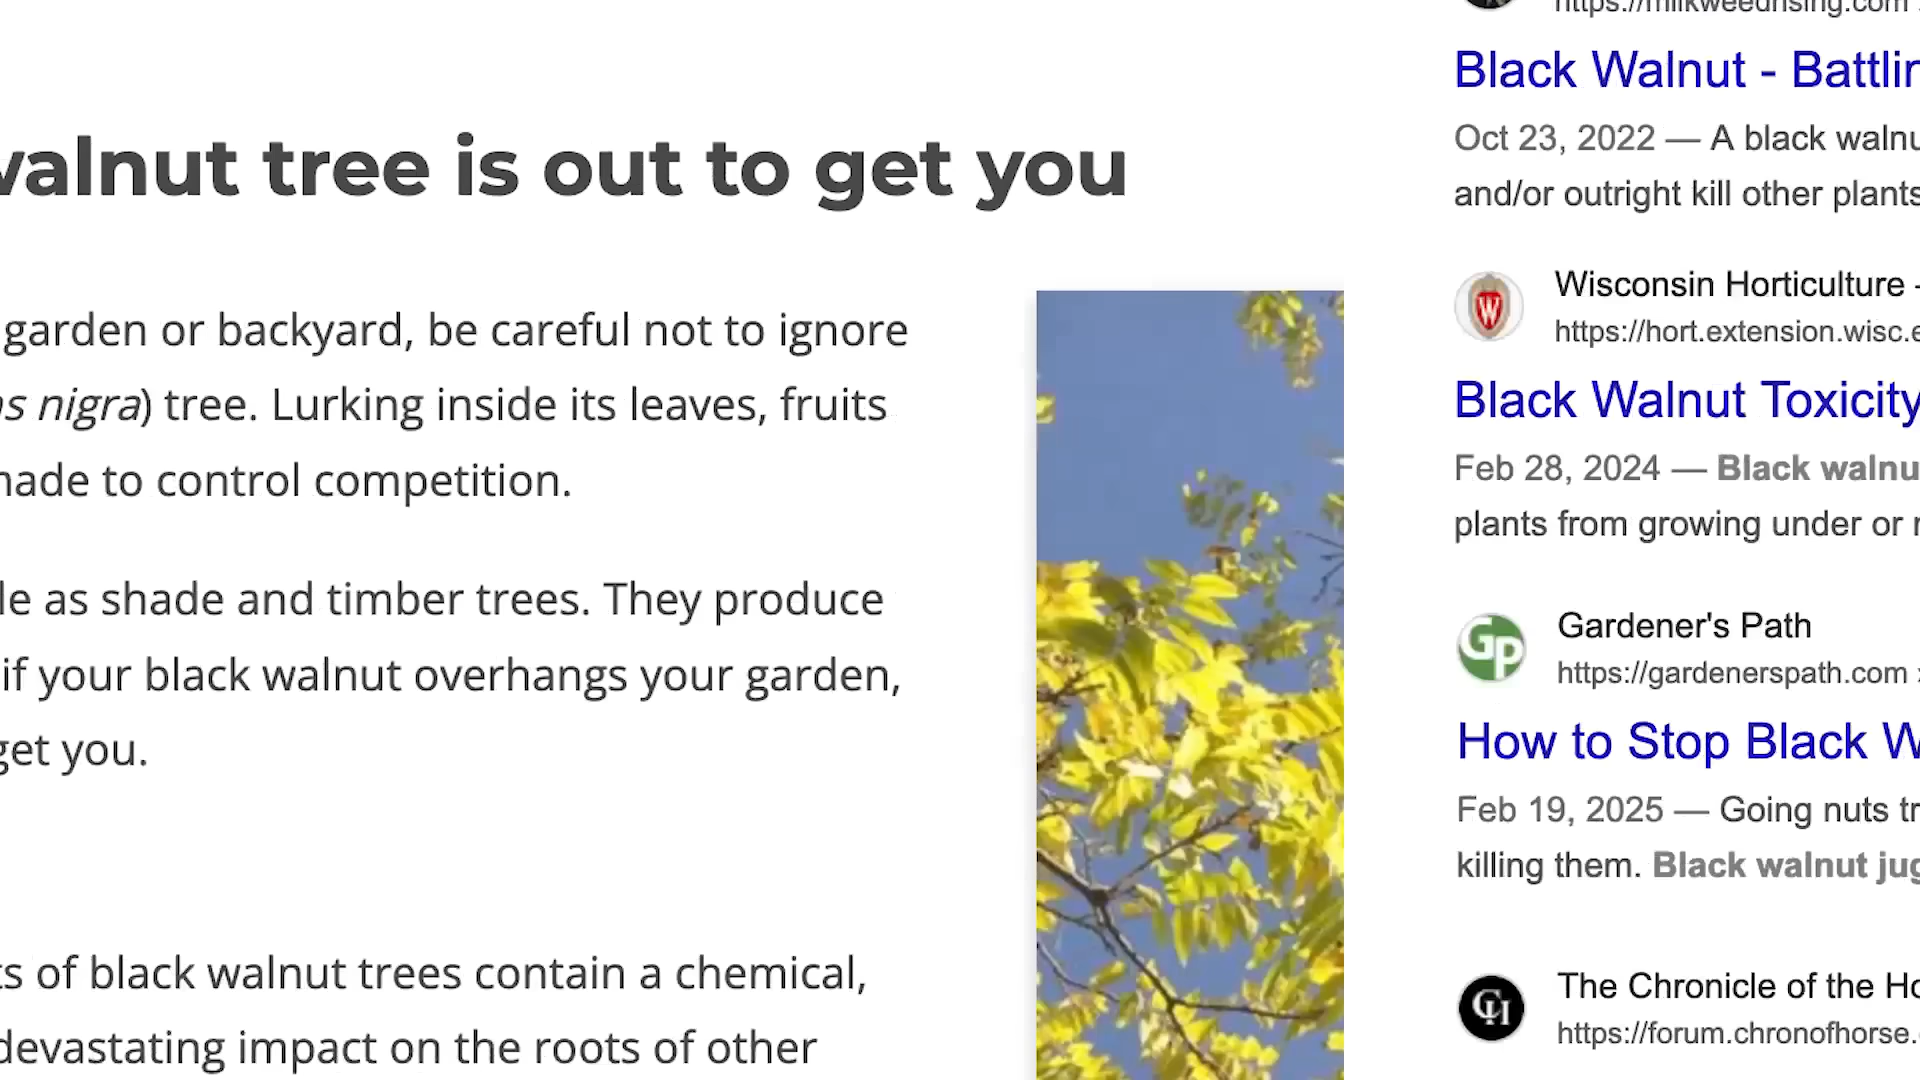 walnut tree is out to get you
garden or backyard, be careful not to ignore
nigra) tree. Lurking inside its leaves, fruits
made to control competition.
as shade and timber trees. They produce
if your black walnut overhangs your garden,
get you.
of black walnut trees contain a chemical,
devastating impact on the roots of other
https://milkweedrising.com
Black Walnut - Battlin
Oct 23, 2022 — A black walnu
and/or outright kill other plants
Wisconsin Horticulture -
https://hort.extension.wisc.e
Black Walnut Toxicity
Feb 28, 2024 — Black walnu
plants from growing under or
Gardener's Path
https://gardenerspath.com ›
How to Stop Black W
Feb 19, 2025 — Going nuts tr
killing them. Black walnut jug
The Chronicle of the Ho
https://forum.chronofhorse.